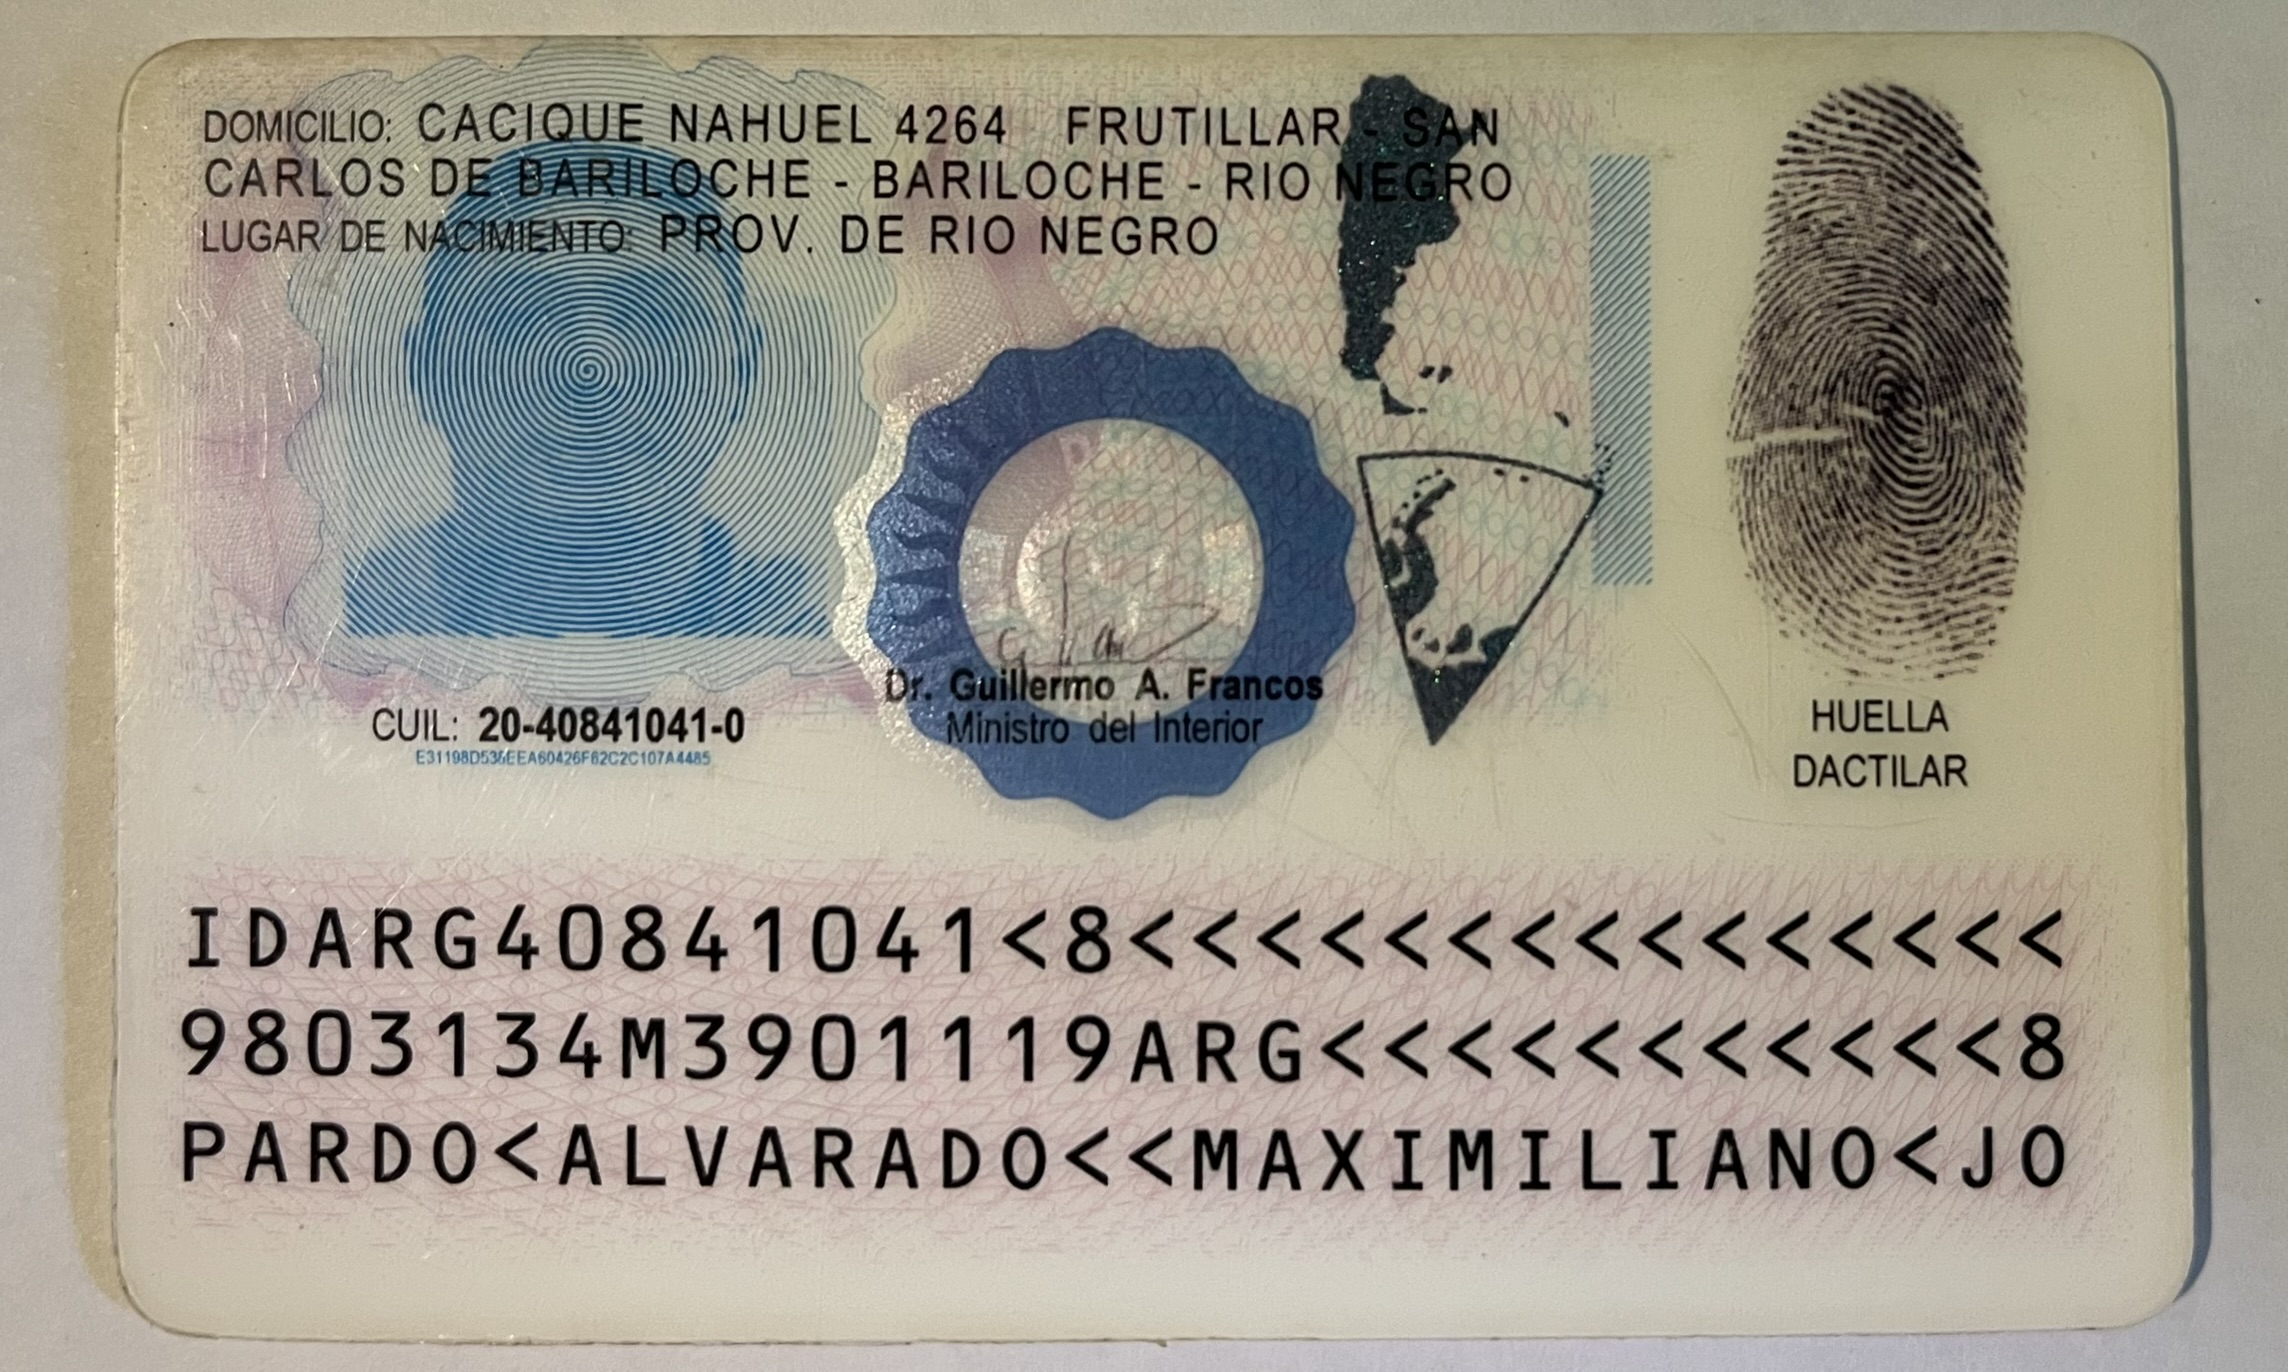 DOMICILIO: CACIQUE NAHUEL 4264 FRUTILLAR - SAN
CARLOS DE BARILOCHE - BARILOCHE - RIO NEGRO
LUGAR DE NACIMIENTO: PROV. DE RIO NEGRO
Dr. Guillermo A. Francos
Ministro del Interior
CUIL: 20-40841041-0
HUELLA
DACTILAR
IDARG40841041<8<<<<<<<<<<<<<<<
9803134M3901119ARG<<<<<<<<<<<8
PARDO<ALVARADO<<MAXIMILIANO<JO